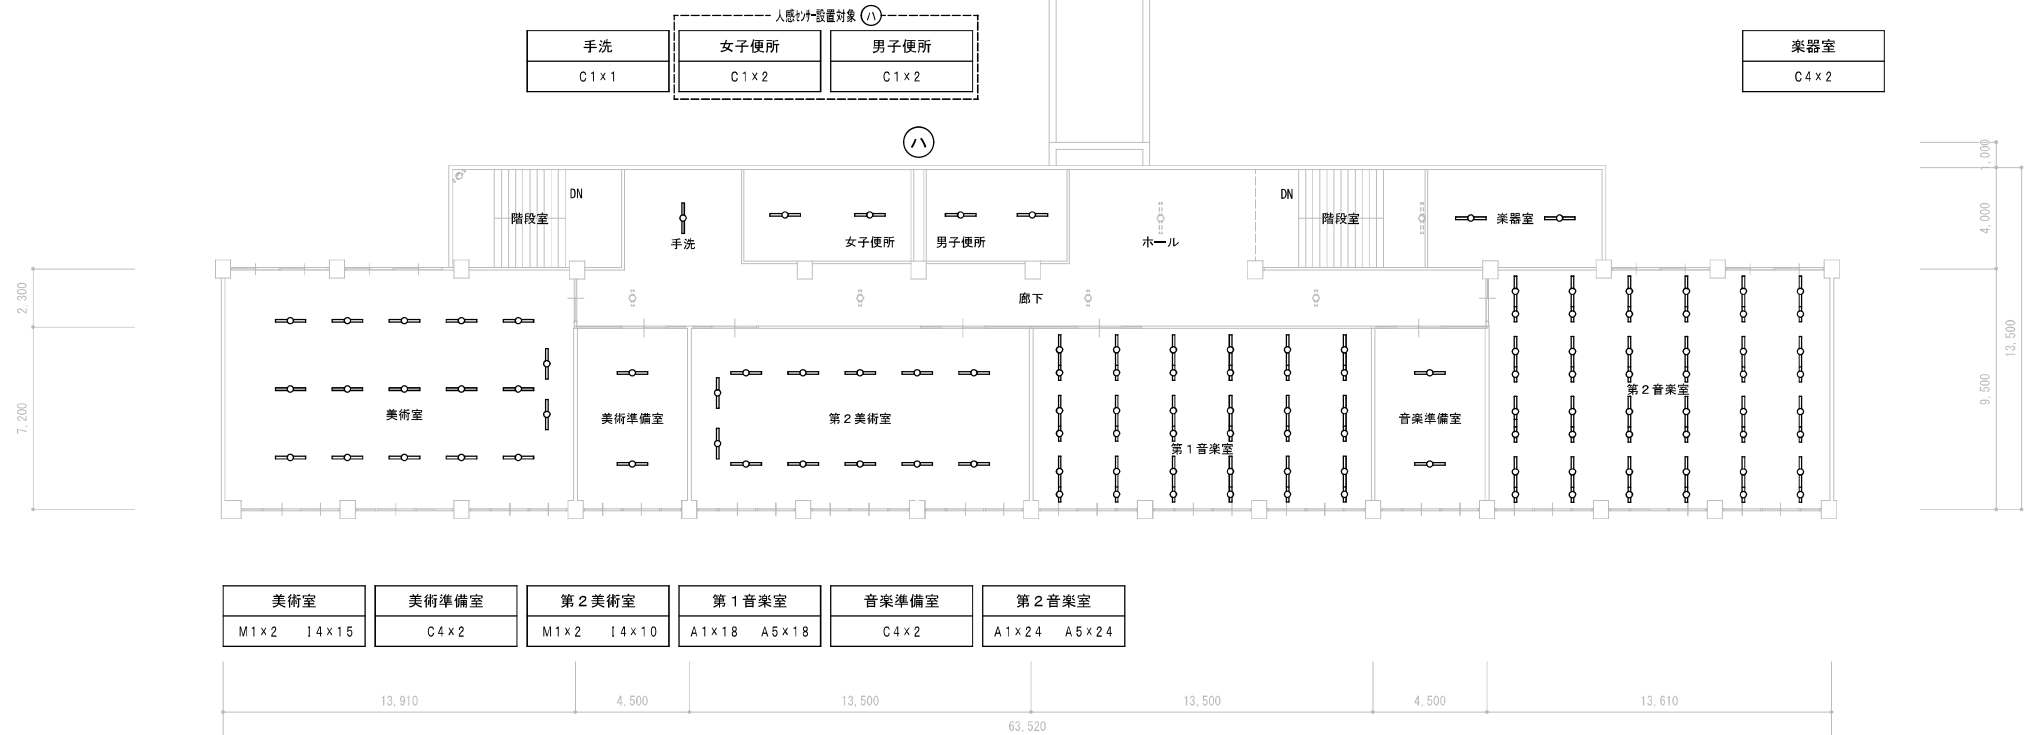 人感ｾﾝｻｰ設置対象 ハ
手洗
C1×1
女子便所
C1×2
男子便所
C1×2
楽器室
C4×2
ハ
1,000
DN
DN
階段室
階段室
楽器室
4,000
手洗
女子便所
男子便所
ホール
2,300
廊下
13,500
9,500
7,200
美術室
美術準備室
第２美術室
第１音楽室
音楽準備室
第２音楽室
美術室
M1×2 I4×15
美術準備室
C4×2
第２美術室
M1×2 I4×10
第１音楽室
A1×18 A5×18
音楽準備室
C4×2
第２音楽室
A1×24 A5×24
13,910
4,500
13,500
13,500
4,500
13,610
63,520